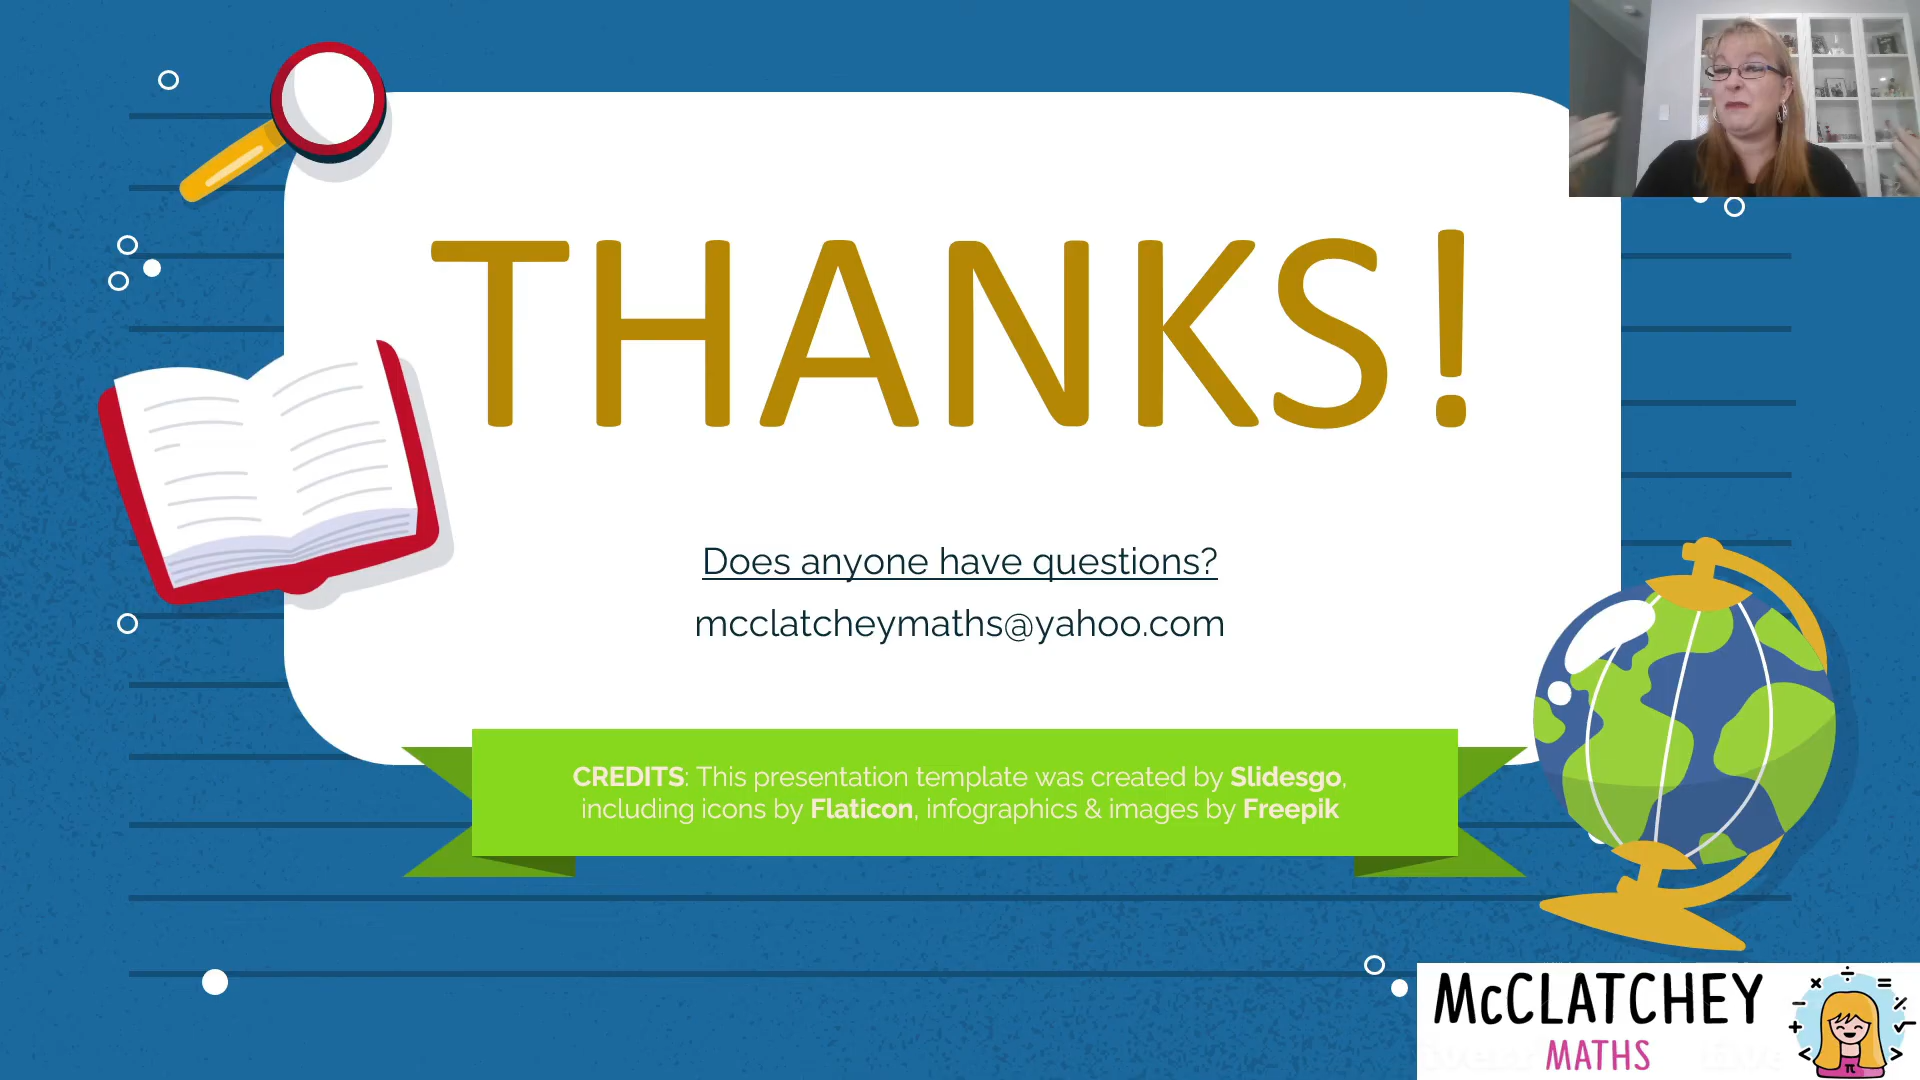 THANKS!
Does anyone have questions?
mcclatcheymaths@yahoo.com
CREDITS: This presentation template was created by Slidesgo,
including icons by Flaticon, infographics & images by Freepik
McCLATCHEY
MATHS